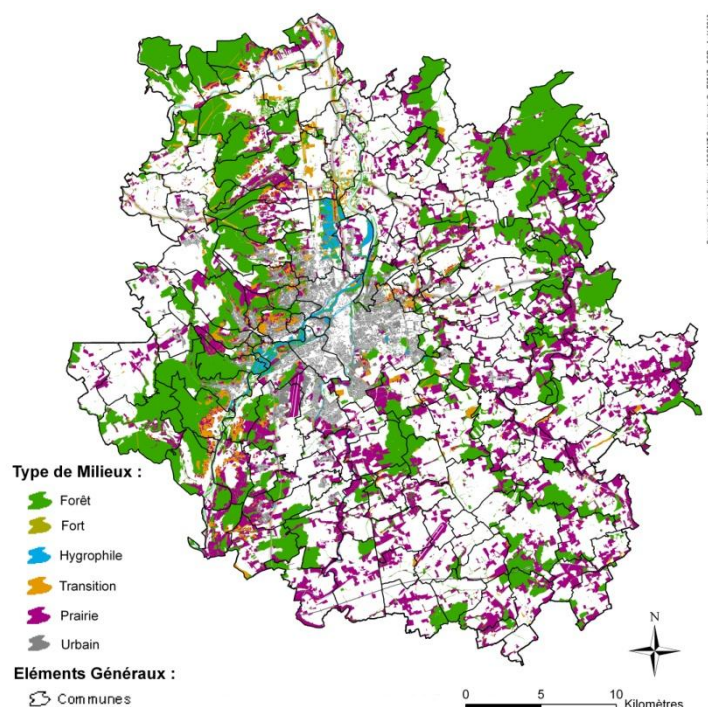 Type de Milieux :
Forêt
Fort
Hygrophile
Transition
Prairie
Urbain
Eléments Généraux :
Communes
N
0 5 10
Kilomètres